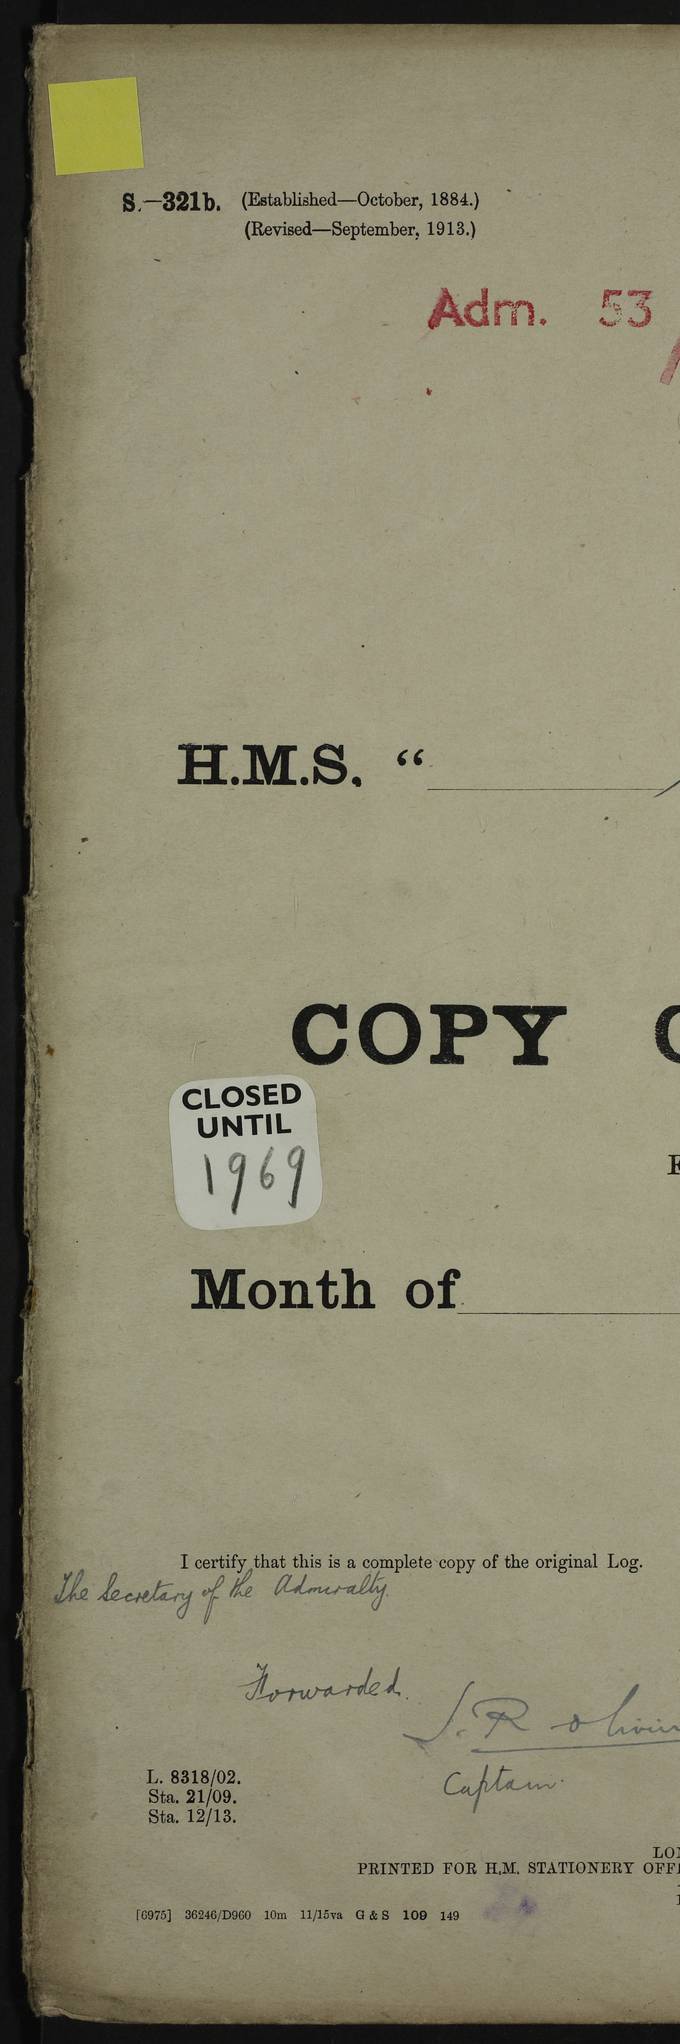 S.—321b. (Established—October, 1884.)
(Revised—September, 1913.)
Adm. 53
H.M.S. “
COPY
CLOSED
UNTIL
1969
Month of
I certify that this is a complete copy of the original Log.
The Secretary of the Admiralty.
Forwarded.
J. R
Captain.
L. 8318/02.
Sta. 21/09.
Sta. 12/13.
PRINTED FOR H.M. STATIONERY
[6975] 36246/D960 10m 11/15va G & S 109 149